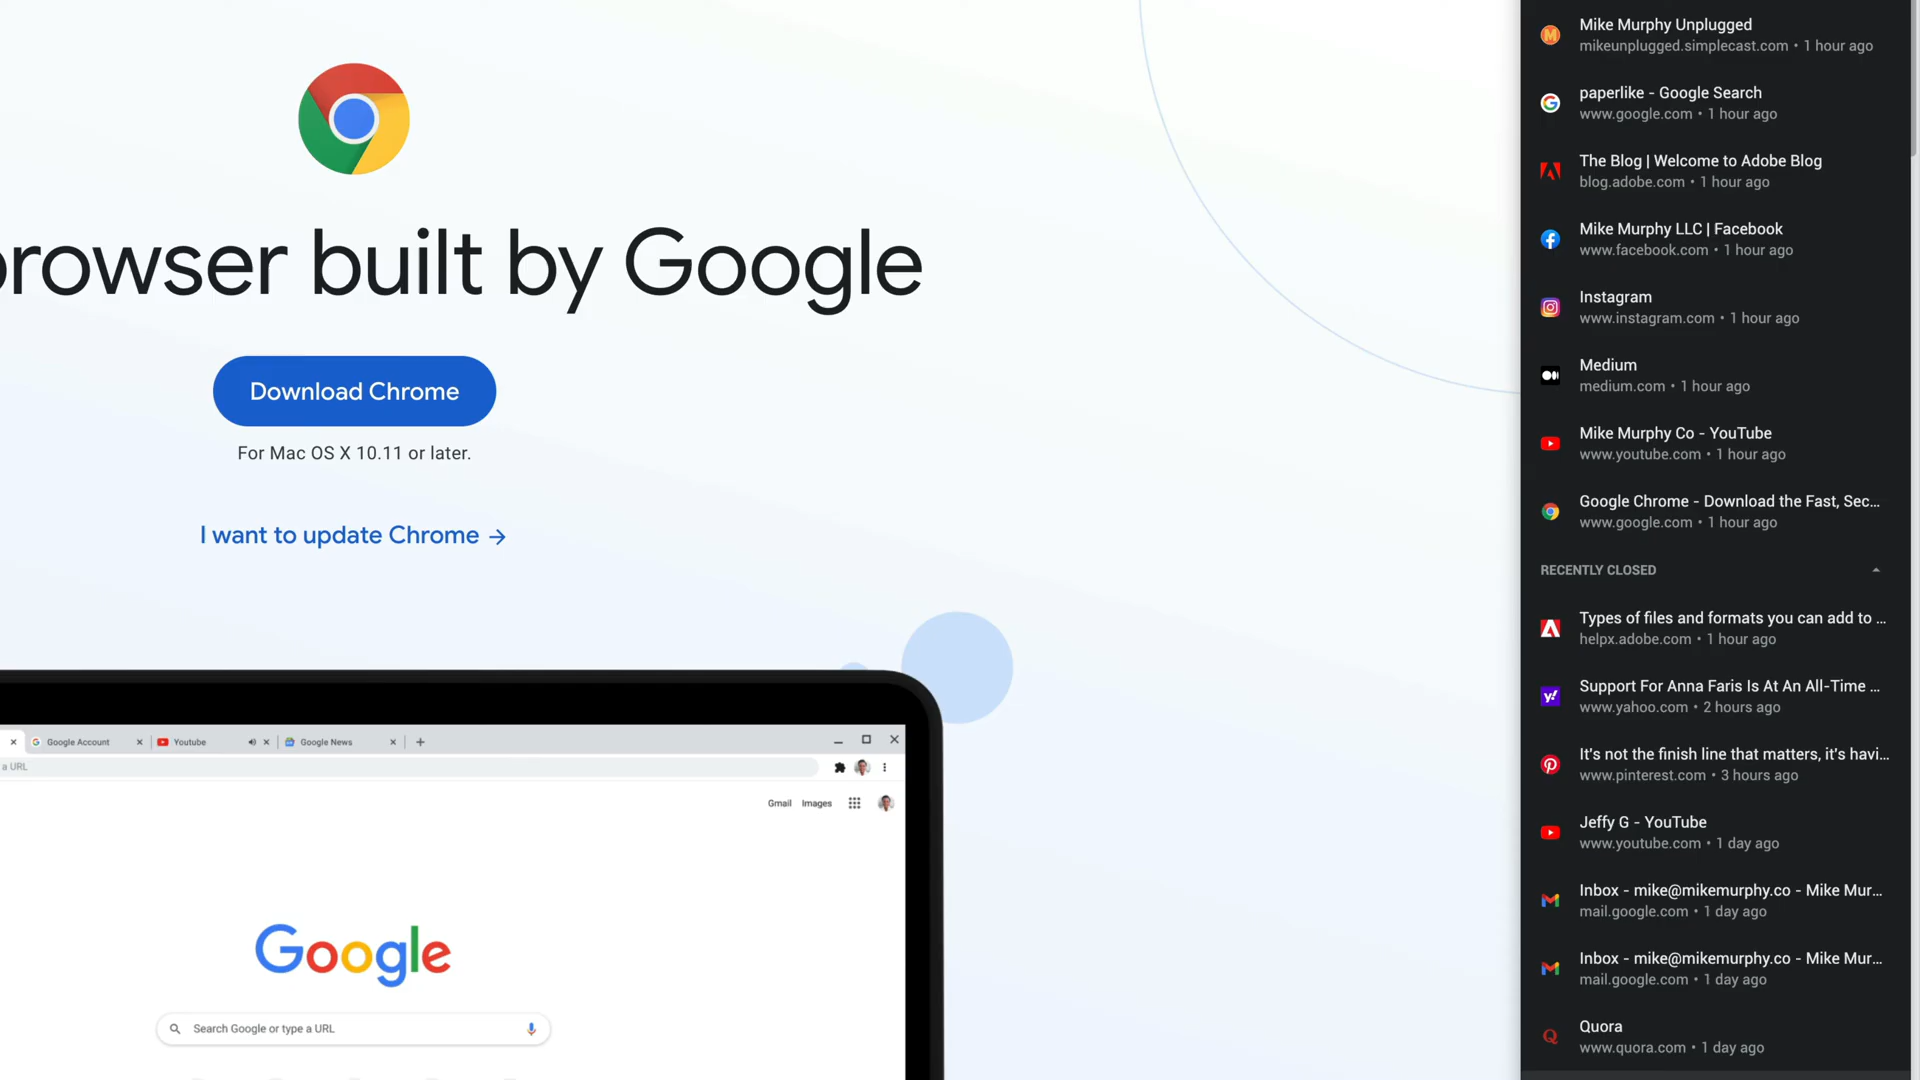 browser built by Google
Download Chrome
For Mac OS X 10.11 or later.
I want to update Chrome →
Google Account
Youtube
Google News
a URL
Gmail Images
Google
Search Google or type a URL
Mike Murphy Unplugged
mikeunplugged.simplecast.com • 1 hour ago
paperlike - Google Search
www.google.com • 1 hour ago
The Blog | Welcome to Adobe Blog
blog.adobe.com • 1 hour ago
Mike Murphy LLC | Facebook
www.facebook.com • 1 hour ago
Instagram
www.instagram.com • 1 hour ago
Medium
medium.com • 1 hour ago
Mike Murphy Co - YouTube
www.youtube.com • 1 hour ago
Google Chrome - Download the Fast, Sec...
www.google.com • 1 hour ago
RECENTLY CLOSED
Types of files and formats you can add to ...
helpx.adobe.com • 1 hour ago
Support For Anna Faris Is At An All-Time ...
www.yahoo.com • 2 hours ago
It's not the finish line that matters, it's havi...
www.pinterest.com • 3 hours ago
Jeffy G - YouTube
www.youtube.com • 1 day ago
Inbox - mike@mikemurphy.co - Mike Mur...
mail.google.com • 1 day ago
Inbox - mike@mikemurphy.co - Mike Mur...
mail.google.com • 1 day ago
Quora
www.quora.com • 1 day ago